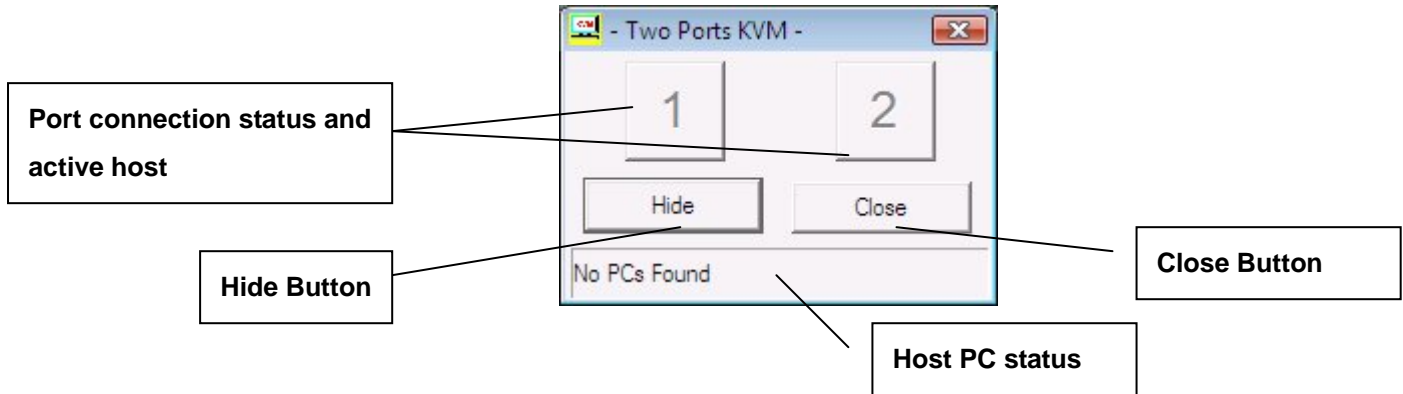 - Two Ports KVM -
1
2
Port connection status and
active host
Hide
Close
Hide Button
Close Button
No PCs Found
Host PC status